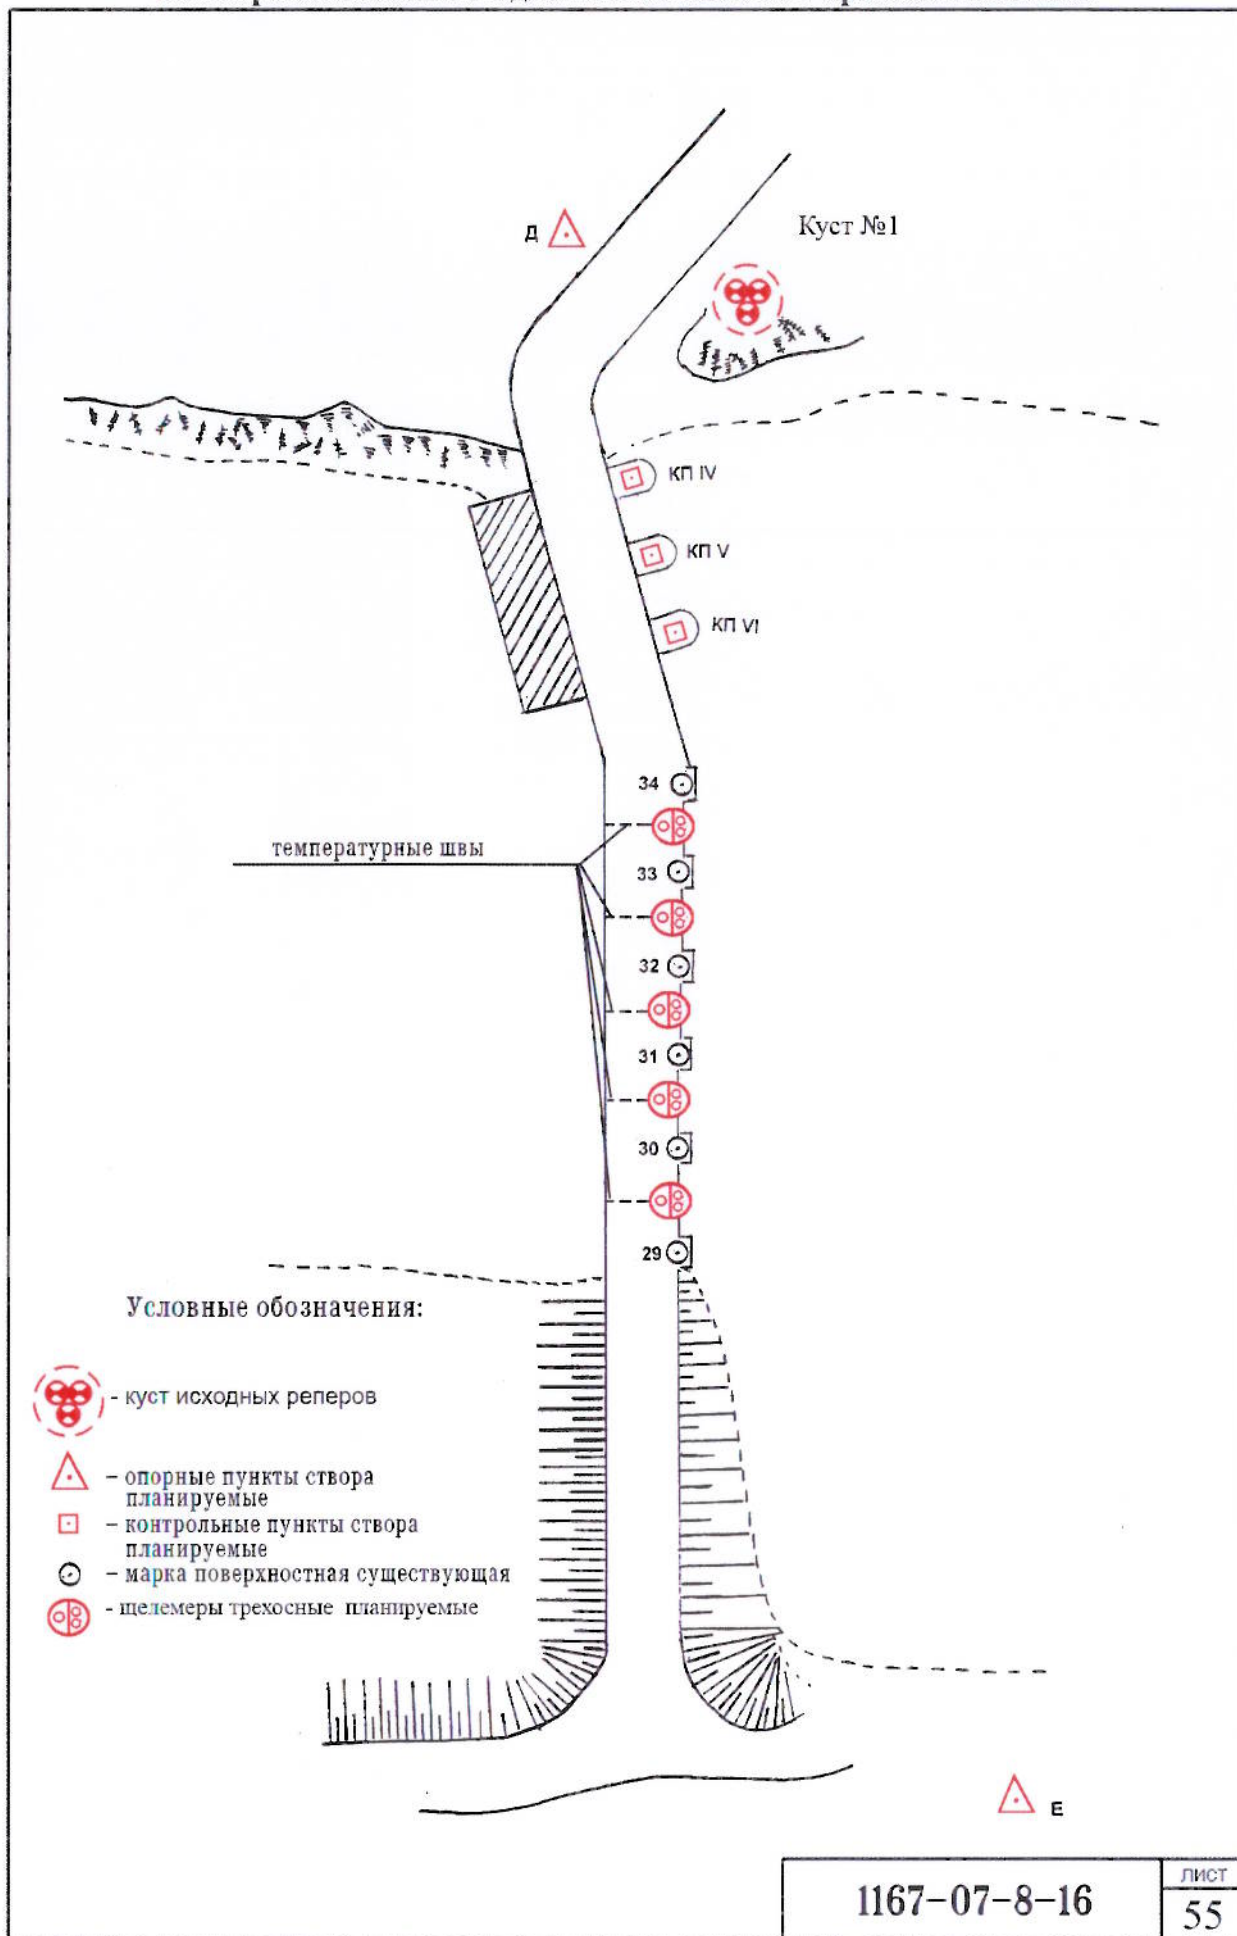 Д
Куст №1
КП IV
КП V
КП VI
34
температурные швы
33
32
31
30
29
Условные обозначения:
- куст исходных реперов
- опорные пункты створа
планируемые
- контрольные пункты створа
планируемые
- марка поверхностная существующая
- щелемеры трехосные планируемые
Е
1167-07-8-16
лист
55